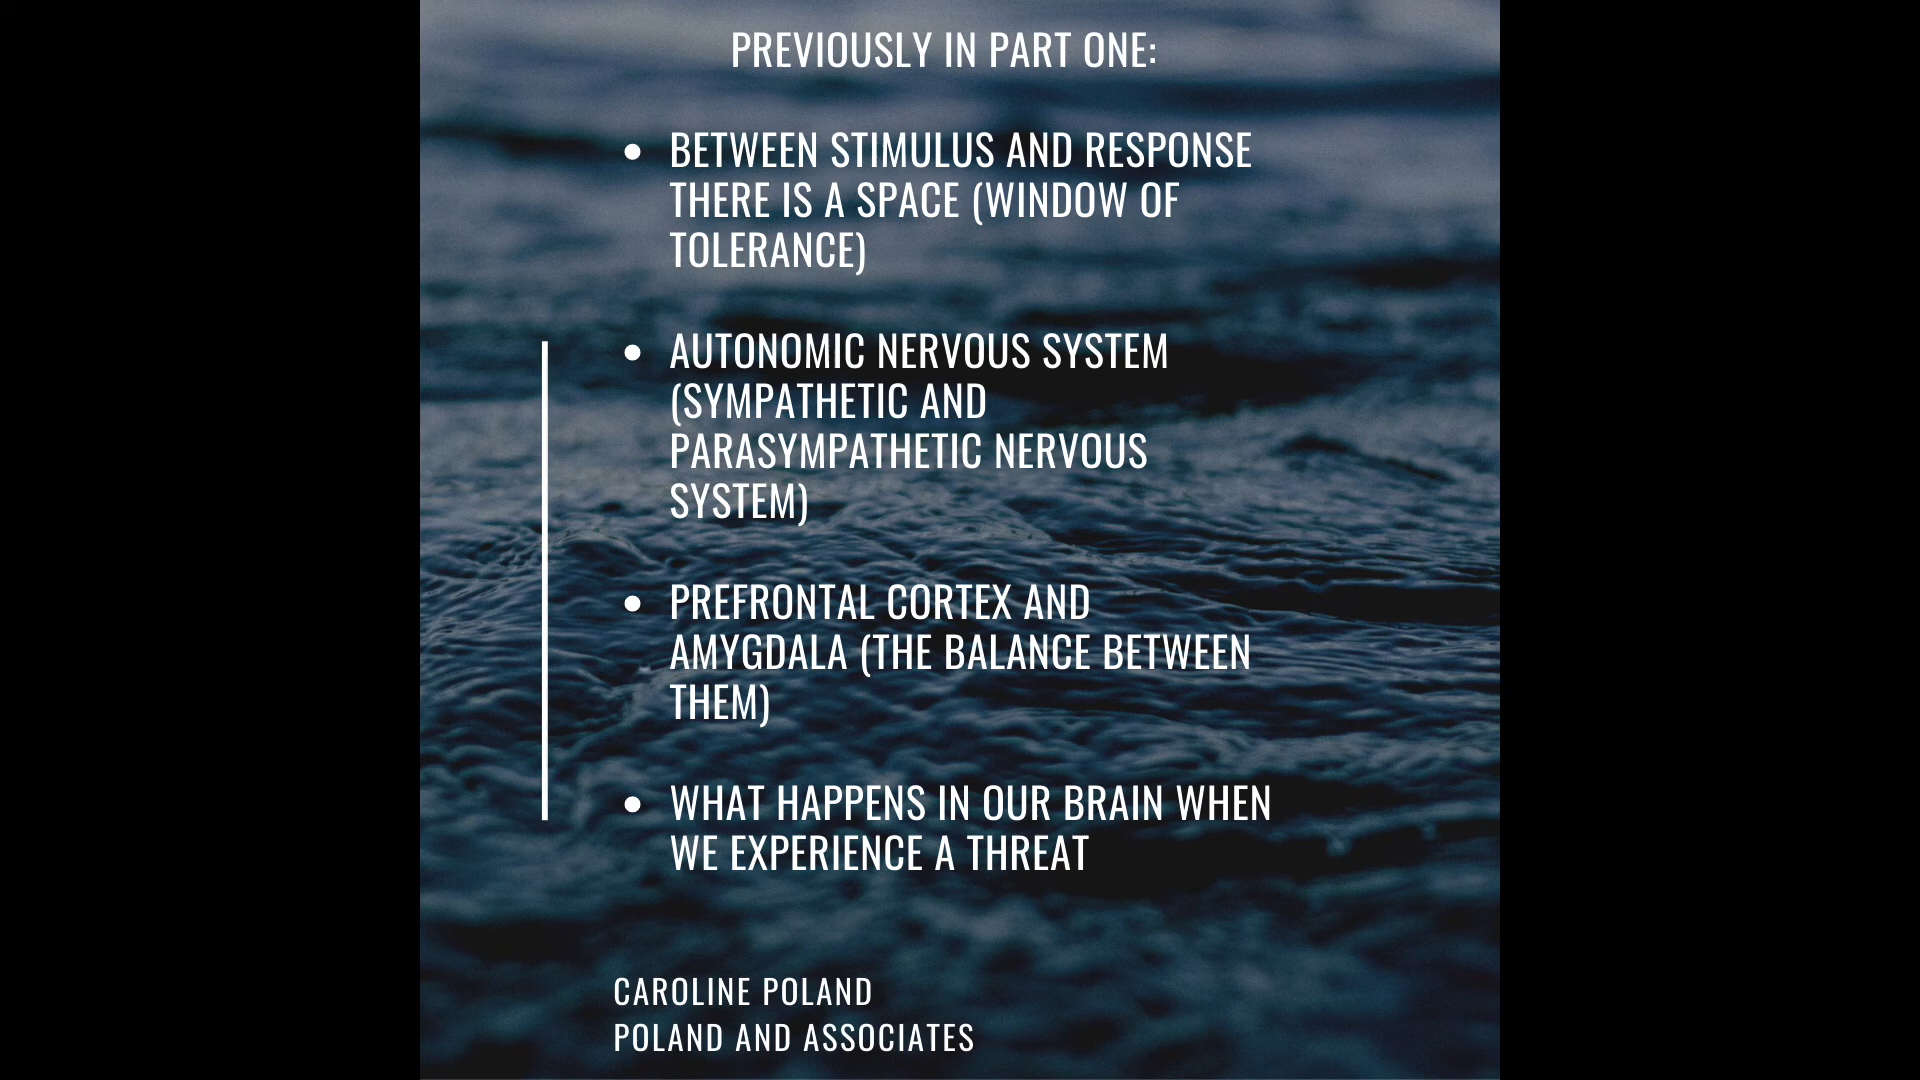 PREVIOUSLY IN PART ONE:
• BETWEEN STIMULUS AND RESPONSE
THERE IS A SPACE (WINDOW OF
TOLERANCE)
• AUTONOMIC NERVOUS SYSTEM
(SYMPATHETIC AND
PARASYMPATHETIC NERVOUS
SYSTEM)
• PREFRONTAL CORTEX AND
AMYGDALA (THE BALANCE BETWEEN
THEM)
• WHAT HAPPENS IN OUR BRAIN WHEN
WE EXPERIENCE A THREAT
CAROLINE POLAND
POLAND AND ASSOCIATES